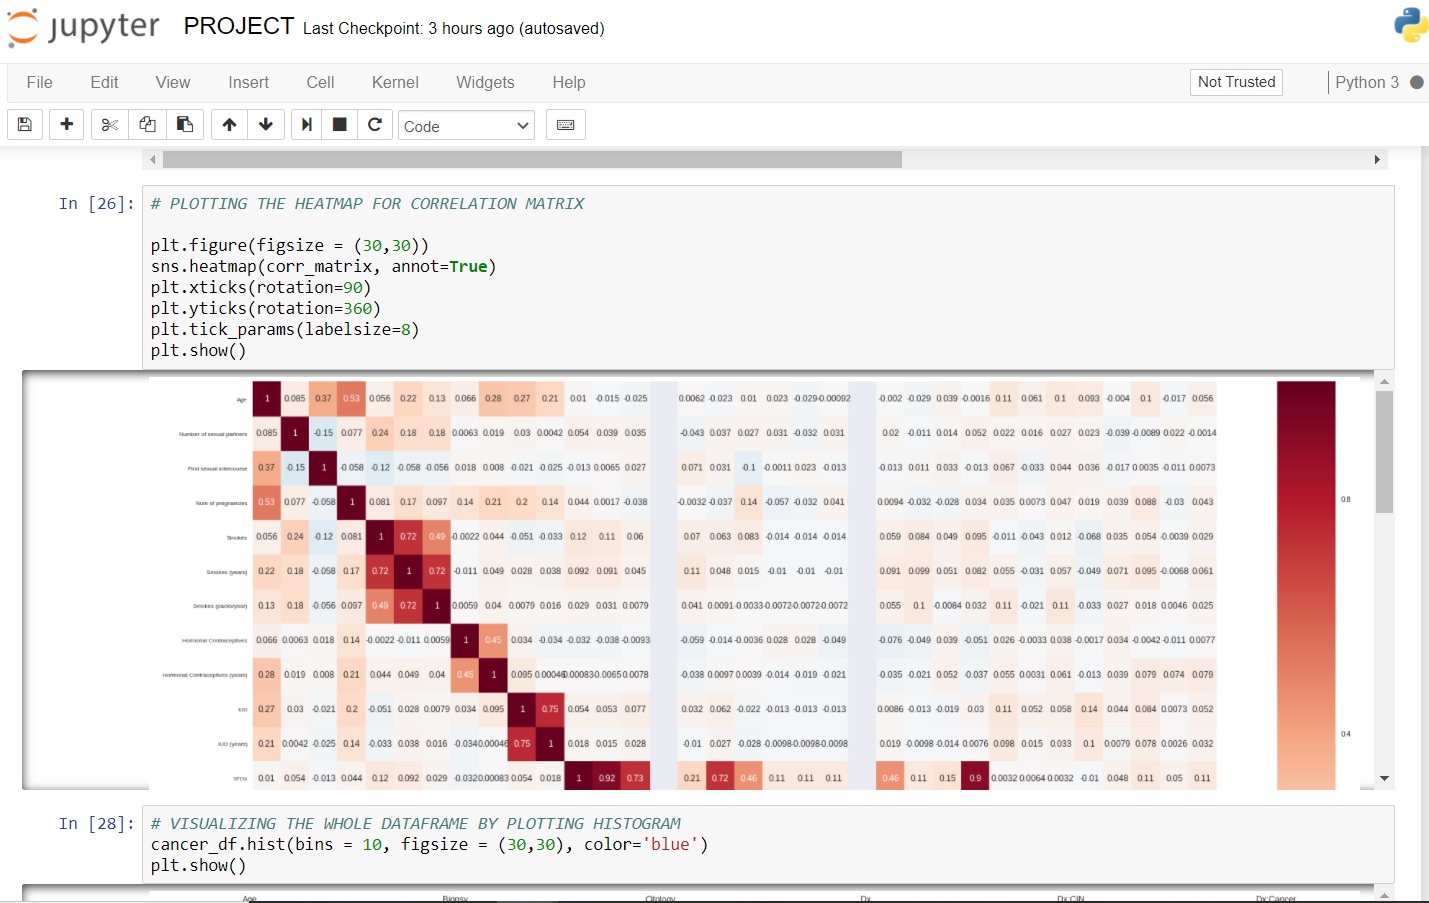 jupyter PROJECT Last Checkpoint: 3 hours ago (autosaved)
File Edit View Insert Cell Kernel Widgets Help Not Trusted Python 3
Code
In [26]: # PLOTTING THE HEATMAP FOR CORRELATION MATRIX
plt.figure(figsize = (30,30))
sns.heatmap(corr_matrix, annot=True)
plt.xticks(rotation=90)
plt.yticks(rotation=360)
plt.tick_params(labelsize=8)
plt.show()
Age 1 0.085 0.37 0.53 0.056 0.22 0.13 0.066 0.28 0.27 0.21 0.01 -0.015 -0.025 0.0062 -0.023 0.01 0.023 -0.029 -0.00092 -0.002 -0.029 0.039 -0.0016 0.11 0.061 0.1 0.093 -0.004 0.1 -0.017 0.056
Number of sexual partners 0.085 1 -0.15 0.077 0.24 0.18 0.18 0.0063 0.019 0.03 0.0042 0.054 0.039 0.035 -0.043 0.037 0.027 0.031 -0.032 0.031 0.02 -0.011 0.014 0.052 0.022 0.016 0.027 0.023 -0.039 -0.0089 0.022 -0.0014
First sexual intercourse 0.37 -0.15 1 -0.058 -0.12 -0.058 -0.056 0.018 0.008 -0.021 -0.025 -0.013 0.0065 0.027 0.071 0.031 -0.1 -0.0011 0.023 -0.013 -0.013 0.011 0.033 -0.013 0.067 -0.033 0.044 0.036 -0.017 0.0035 -0.011 0.0073
Num of pregnancies 0.53 0.077 -0.058 1 0.081 0.17 0.097 0.14 0.21 0.2 0.14 0.044 0.0017 -0.038 -0.0032 -0.037 0.14 -0.057 -0.032 0.041 0.0094 -0.032 -0.028 0.034 0.035 0.0073 0.047 0.019 0.039 0.088 -0.03 0.043
Smokes 0.056 0.24 -0.12 0.081 1 0.72 0.49 -0.0022 0.044 -0.051 -0.033 0.12 0.11 0.06 0.07 0.063 0.083 -0.014 -0.014 -0.014 0.059 0.084 0.049 0.095 -0.011 -0.043 0.012 -0.068 0.035 0.054 -0.0039 0.029
Smokes (years) 0.22 0.18 -0.058 0.17 0.72 1 0.72 -0.011 0.049 0.028 0.038 0.092 0.091 0.045 0.11 0.048 0.015 -0.01 -0.01 -0.01 0.091 0.099 0.051 0.082 0.055 -0.031 0.057 -0.049 0.071 0.095 -0.0068 0.061
Smokes (packs/year) 0.13 0.18 -0.056 0.097 0.49 0.72 1 0.0059 0.04 0.0079 0.016 0.029 0.031 0.0079 0.041 0.0091 -0.0033 -0.0072 -0.0072 -0.0072 0.055 0.1 -0.0084 0.032 0.11 -0.021 0.11 -0.033 0.027 0.018 0.0046 0.025
Hormonal Contraceptives 0.066 0.0063 0.018 0.14 -0.0022 -0.011 0.0059 1 0.45 0.034 -0.034 -0.032 -0.038 -0.0093 -0.059 -0.014 -0.0036 0.028 0.028 -0.049 -0.076 -0.049 0.039 -0.051 0.026 -0.0033 0.038 -0.0017 0.034 -0.0042 -0.011 0.0077
Hormonal Contraceptives (years) 0.28 0.019 0.008 0.21 0.044 0.049 0.04 0.45 1 0.095 0.00046 0.00083 -0.0065 0.0078 -0.038 0.0097 0.0039 -0.014 -0.019 -0.021 -0.035 -0.021 0.052 -0.037 0.055 0.0031 0.061 -0.013 0.039 0.079 0.074 0.079
IUD 0.27 0.03 -0.021 0.2 -0.051 0.028 0.0079 0.034 0.095 1 0.75 0.054 0.053 0.077 0.032 0.062 -0.022 -0.013 -0.013 -0.013 0.0086 -0.013 -0.019 0.03 0.11 0.052 0.058 0.14 0.044 0.084 0.0073 0.052
IUD (years) 0.21 0.0042 -0.025 0.14 -0.033 0.038 0.016 -0.034 0.00046 0.75 1 0.018 0.015 0.028 -0.01 0.027 -0.028 -0.0098 -0.0098 -0.0098 0.019 -0.0098 -0.014 0.0076 0.098 0.015 0.033 0.1 0.0079 0.078 0.0026 0.032
STDs 0.01 0.054 -0.013 0.044 0.12 0.092 0.029 -0.032 0.00083 0.054 0.018 1 0.92 0.73 0.21 0.72 0.46 0.11 0.11 0.11 0.46 0.11 0.15 0.9 0.0032 0.0064 0.0032 -0.01 0.048 0.11 0.05 0.11
0.8
0.4
In [28]: # VISUALIZING THE WHOLE DATAFRAME BY PLOTTING HISTOGRAM
cancer_df.hist(bins = 10, figsize = (30,30), color='blue')
plt.show()
Age Biopsy Citology Dx Dx:CIN Dx:Cancer